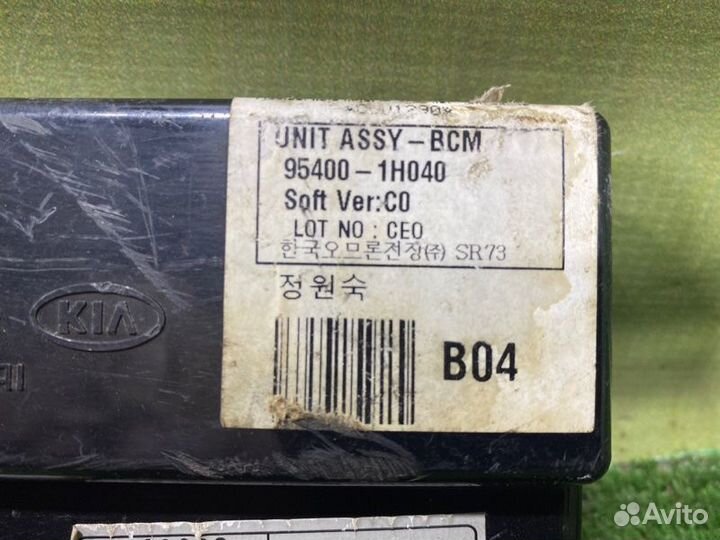 UNIT ASSY-BCM
95400-1H040
Soft Ver:C0
LOT NO : CEO
한국오므론전장(주) SR73
정원숙
B04
KIA
Avito